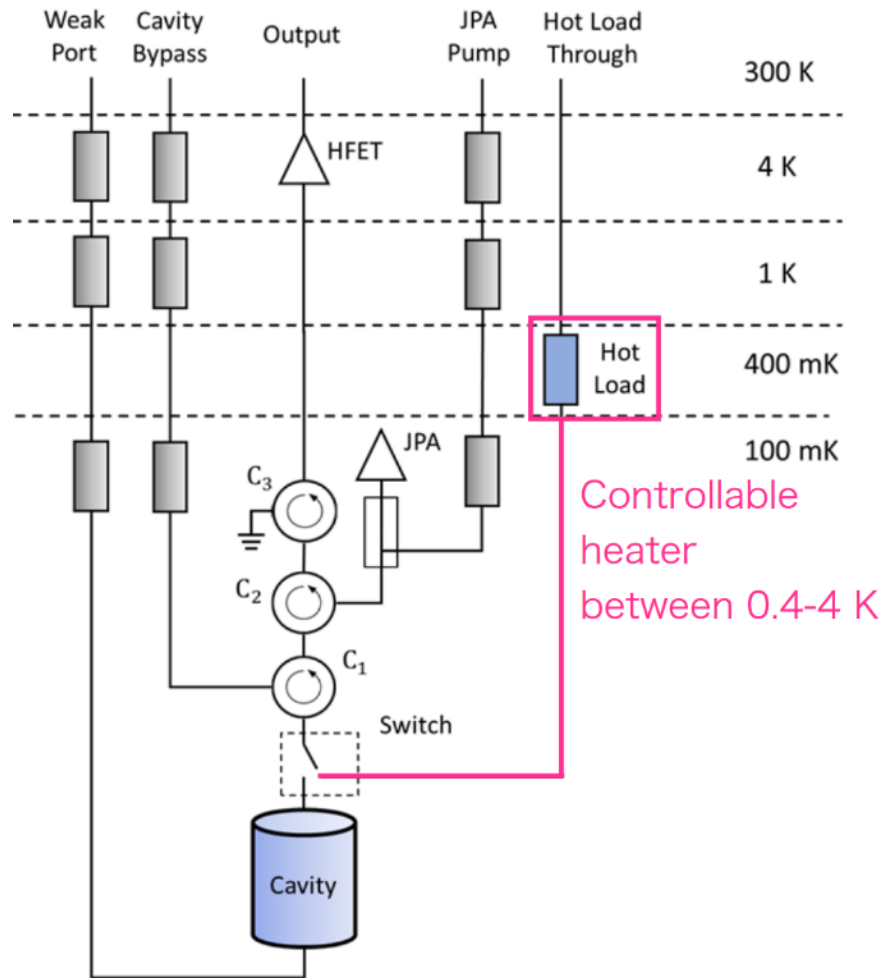 Weak Port
Cavity Bypass
Output
JPA Pump
Hot Load Through
300 K
HFET
4 K
1 K
Hot Load
400 mK
JPA
100 mK
C₃
Controllable
heater
between 0.4-4 K
C₂
C₁
Switch
Cavity